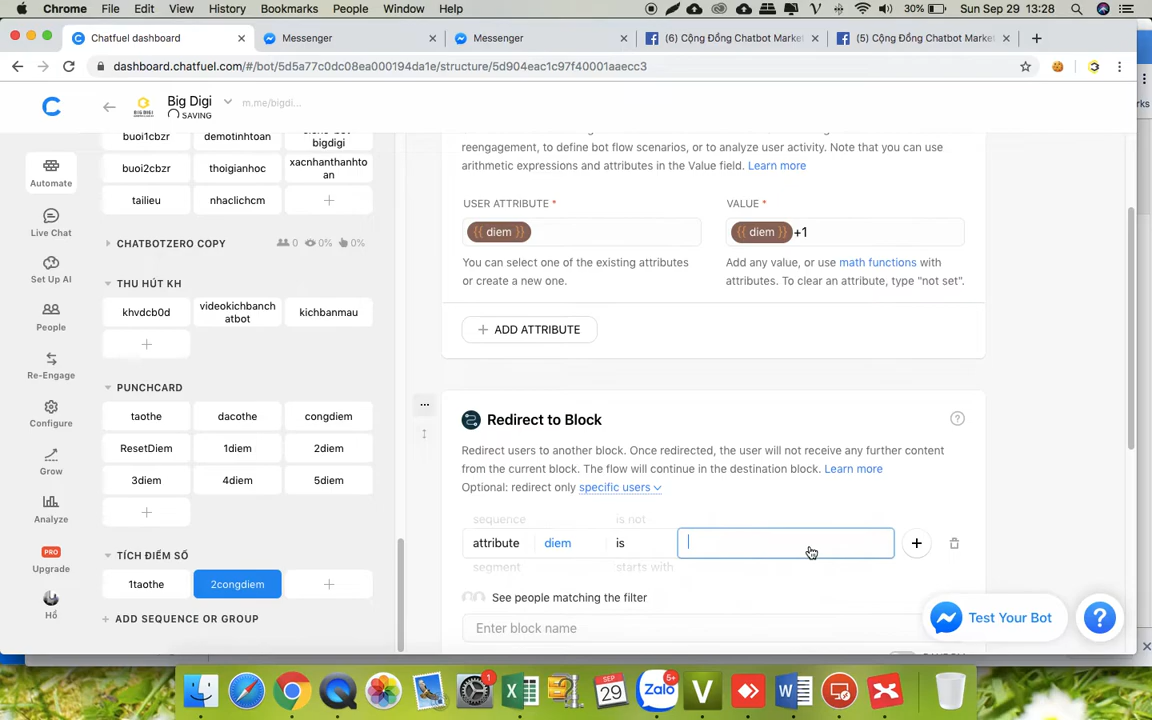 Chrome File Edit View History Bookmarks People Window Help 30% Sun Sep 29 13:28
Chatfuel dashboard Messenger Messenger (6) Cộng Đồng Chatbot Market (5) Cộng Đồng Chatbot Market
dashboard.chatfuel.com/#/bot/5d5a77c0dc08ea000194da1e/structure/5d904eac1c97f40001aaecc3
Big Digi m.me/bigdi...
SAVING
Automate
Live Chat
Set Up AI
People
Re-Engage
Configure
Grow
Analyze
PRO
Upgrade
Hồ
buoi1cbzr demotinhtoan bigdigi
buoi2cbzr thoigianhoc xacnhanthanhto
an
tailieu nhaclichcm
CHATBOTZERO COPY 0 0% 0%
THU HÚT KH
khvdcb0d videokichbanch
atbot kichbanmau
PUNCHCARD
taothe dacothe congdiem
ResetDiem 1diem 2diem
3diem 4diem 5diem
TÍCH ĐIỂM SỐ
1taothe 2congdiem
ADD SEQUENCE OR GROUP
reengagement, to define bot flow scenarios, or to analyze user activity. Note that you can use
arithmetic expressions and attributes in the Value field. Learn more
USER ATTRIBUTE * VALUE *
{{ diem }} {{ diem }} +1
You can select one of the existing attributes
or create a new one.
Add any value, or use math functions with
attributes. To clear an attribute, type "not set".
ADD ATTRIBUTE
Redirect to Block
Redirect users to another block. Once redirected, the user will not receive any further content
from the current block. The flow will continue in the destination block. Learn more
Optional: redirect only specific users
sequence is not
attribute diem is
segment starts with
See people matching the filter
Enter block name
Test Your Bot
SEP
29
Zalo
5+
1